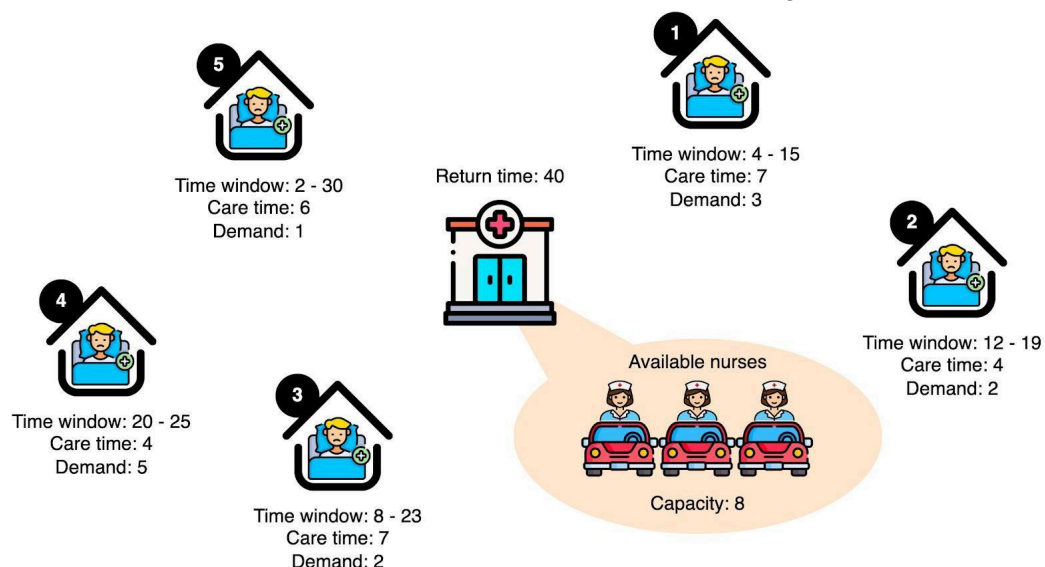 1
Time window: 4 - 15
Care time: 7
Demand: 3
5
Time window: 2 - 30
Care time: 6
Demand: 1
Return time: 40
2
Time window: 12 - 19
Care time: 4
Demand: 2
4
Time window: 20 - 25
Care time: 4
Demand: 5
3
Time window: 8 - 23
Care time: 7
Demand: 2
Available nurses
Capacity: 8